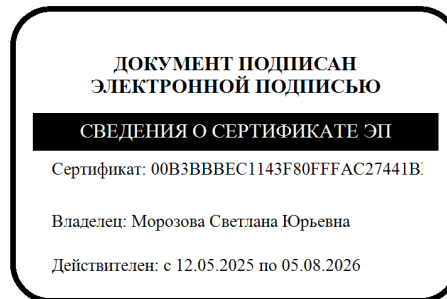 ДОКУМЕНТ ПОДПИСАН
ЭЛЕКТРОННОЙ ПОДПИСЬЮ
СВЕДЕНИЯ О СЕРТИФИКАТЕ ЭП
Сертификат: 00B3BBBEC1143F80FFFAC27441B
Владелец: Морозова Светлана Юрьевна
Действителен: с 12.05.2025 по 05.08.2026